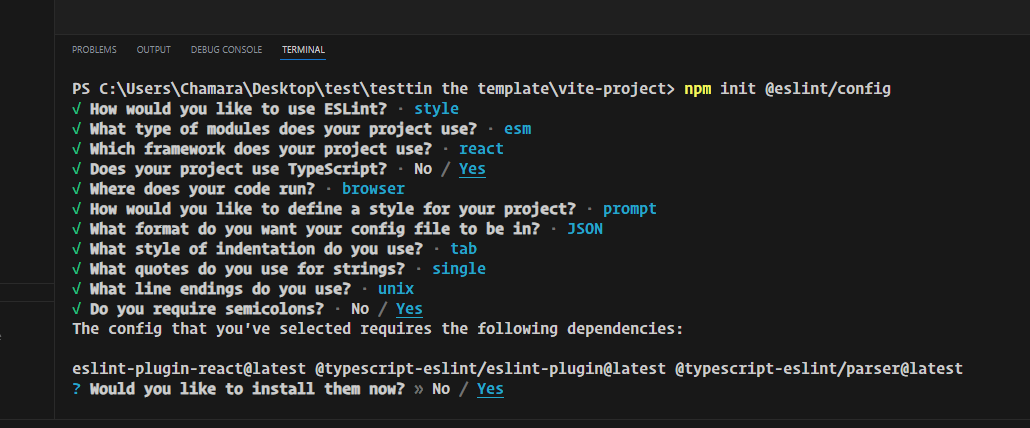 PROBLEMS OUTPUT DEBUG CONSOLE TERMINAL
PS C:\Users\Chamara\Desktop\test\testtin the template\vite-project> npm init @eslint/config
√ How would you like to use ESLint? · style
√ What type of modules does your project use? · esm
√ Which framework does your project use? · react
√ Does your project use TypeScript? · No / Yes
√ Where does your code run? · browser
√ How would you like to define a style for your project? · prompt
√ What format do you want your config file to be in? · JSON
√ What style of indentation do you use? · tab
√ What quotes do you use for strings? · single
√ What line endings do you use? · unix
√ Do you require semicolons? · No / Yes
The config that you've selected requires the following dependencies:
eslint-plugin-react@latest @typescript-eslint/eslint-plugin@latest @typescript-eslint/parser@latest
? Would you like to install them now? » No / Yes